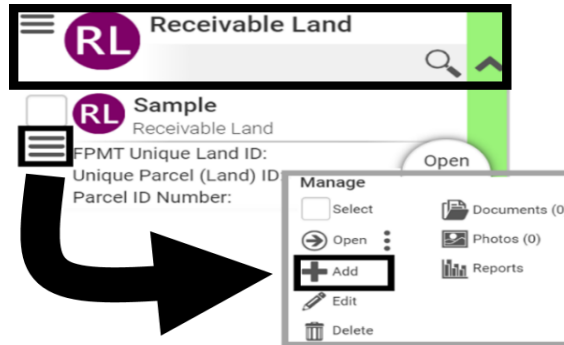 RL Receivable Land
RL Sample
Receivable Land
FPMT Unique Land ID:
Unique Parcel (Land) ID:
Parcel ID Number:
Open
Manage
Select
Documents (0
Open
Photos (0)
Add
Reports
Edit
Delete